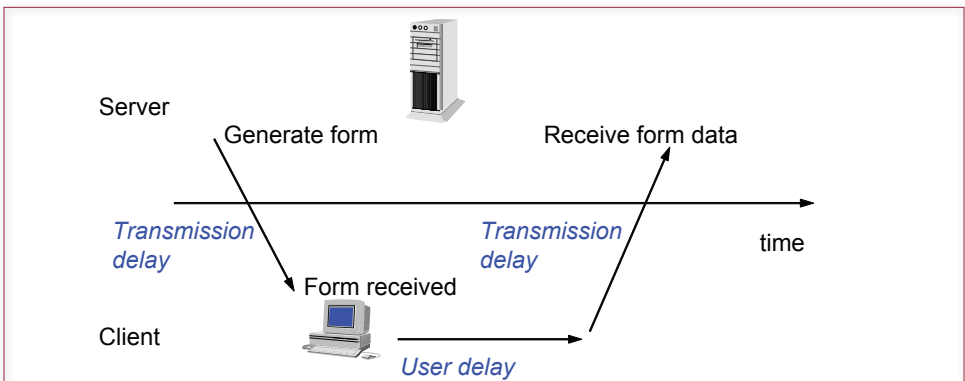 Server
Generate form
Receive form data
Transmission
delay
Transmission
delay
time
Form received
Client
User delay